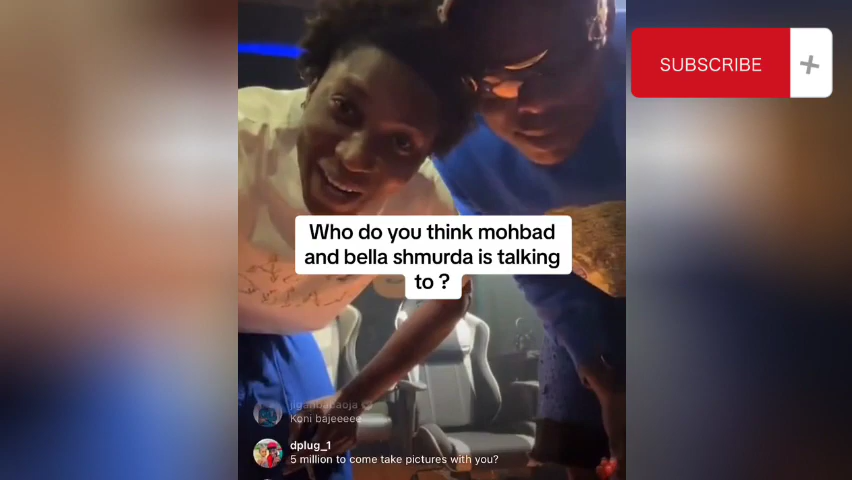 SUBSCRIBE
Who do you think mohbad
and bella shmurda is talking
to ?
Koni bajeeeee
dplug_1
5 million to come take pictures with you?